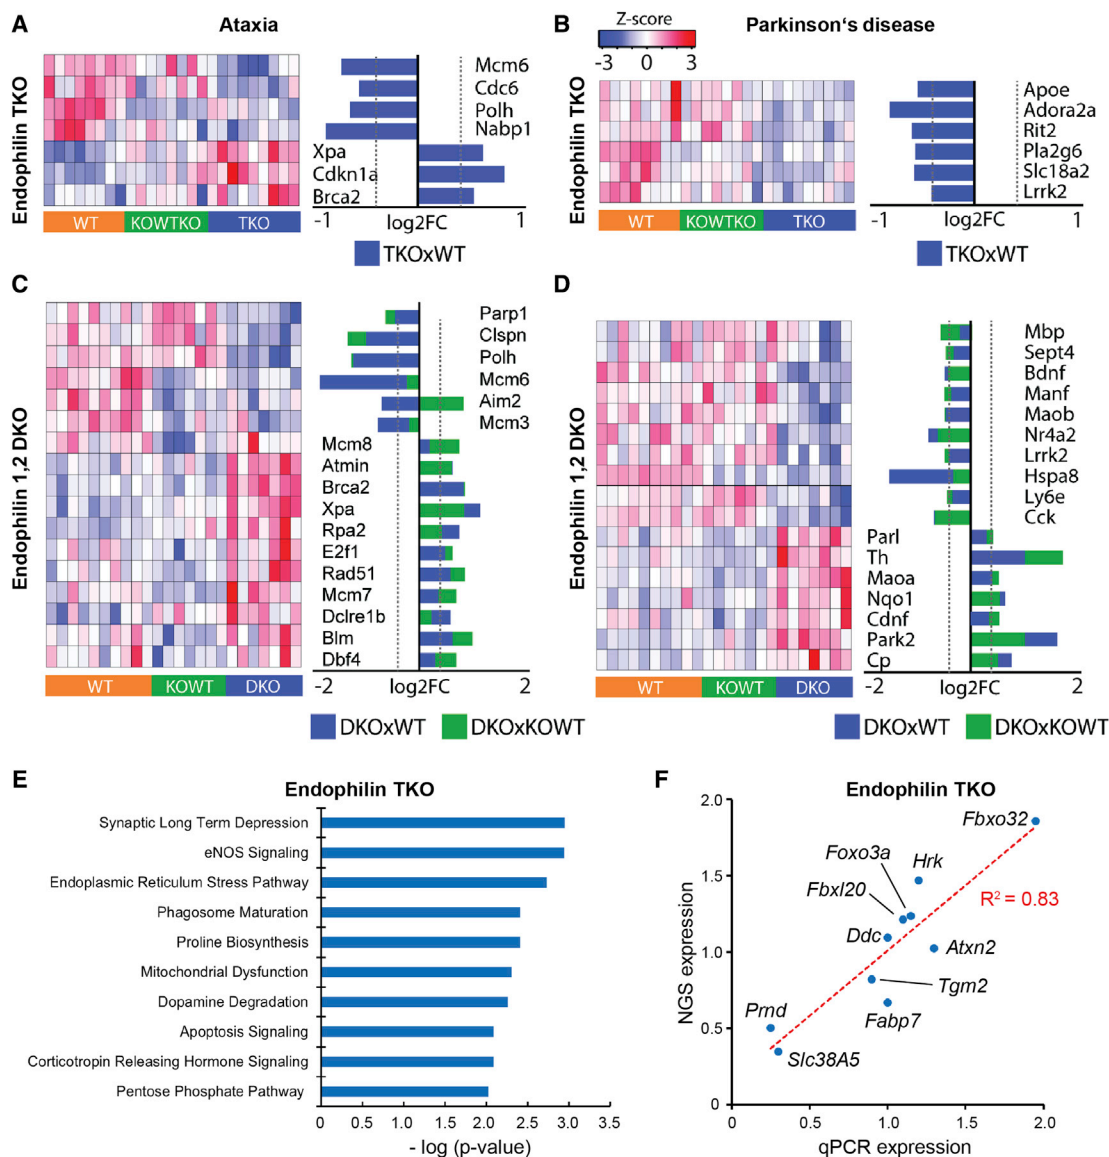 A
Ataxia
Endophilin TKO
Mcm6
Cdc6
Polh
Nabp1
Xpa
Cdkn1a
Brca2
WT
KOWTKO
TKO
-1
log2FC
1
TKOxWT
B
Z-score
Parkinson‘s disease
-3
0
3
Endophilin TKO
Apoe
Adora2a
Rit2
Pla2g6
Slc18a2
Lrrk2
WT
KOWTKO
TKO
-1
log2FC
1
TKOxWT
C
Endophilin 1,2 DKO
Parp1
Clspn
Polh
Mcm6
Aim2
Mcm3
Mcm8
Atmin
Brca2
Xpa
Rpa2
E2f1
Rad51
Mcm7
Dclre1b
Blm
Dbf4
WT
KOWT
DKO
-2
log2FC
2
DKOxWT
DKOxKOWT
D
Endophilin 1,2 DKO
Mbp
Sept4
Bdnf
Manf
Maob
Nr4a2
Lrrk2
Hspa8
Ly6e
Cck
Parl
Th
Maoa
Nqo1
Cdnf
Park2
Cp
WT
KOWT
DKO
-2
log2FC
2
DKOxWT
DKOxKOWT
E
Endophilin TKO
Synaptic Long Term Depression
eNOS Signaling
Endoplasmic Reticulum Stress Pathway
Phagosome Maturation
Proline Biosynthesis
Mitochondrial Dysfunction
Dopamine Degradation
Apoptosis Signaling
Corticotropin Releasing Hormone Signaling
Pentose Phosphate Pathway
0
0.5
1.0
1.5
2.0
2.5
3.0
3.5
- log (p-value)
F
Endophilin TKO
2.0
1.5
1.0
0.5
0
NGS expression
Fbxo32
Foxo3a
Hrk
Fbxl20
R² = 0.83
Ddc
Atxn2
Tgm2
Prnd
Fabp7
Slc38A5
0
0.5
1.0
1.5
2.0
qPCR expression